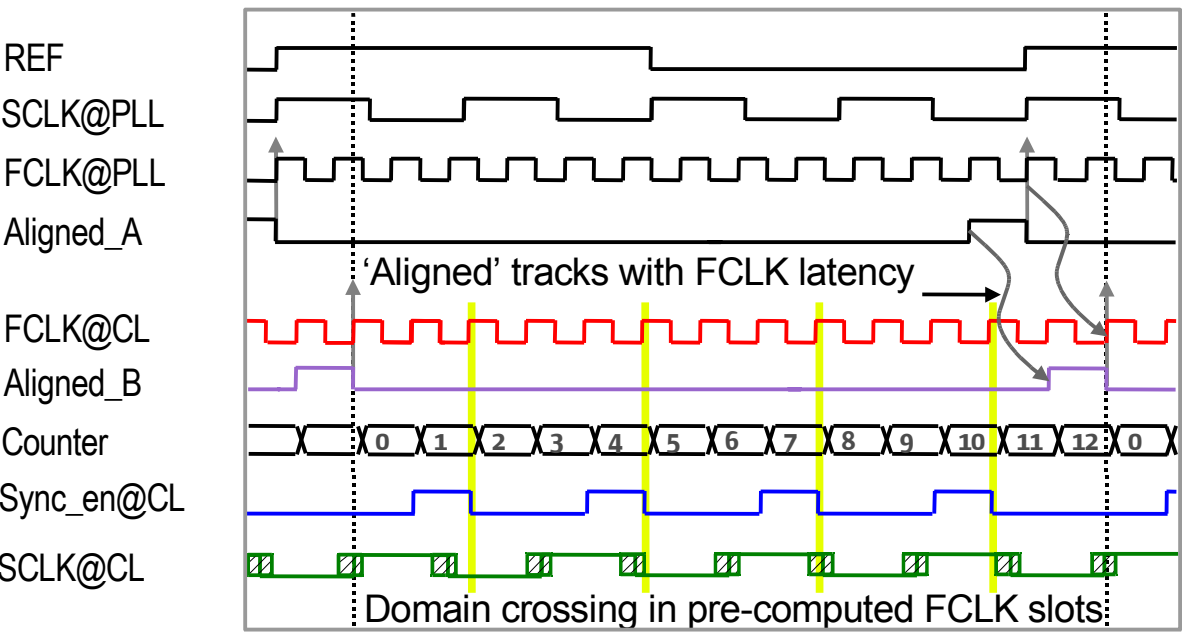 REF
SCLK@PLL
FCLK@PLL
Aligned_A
'Aligned' tracks with FCLK latency
FCLK@CL
Aligned_B
Counter 0 1 2 3 4 5 6 7 8 9 10 11 12 0
Sync_en@CL
SCLK@CL
Domain crossing in pre-computed FCLK slots